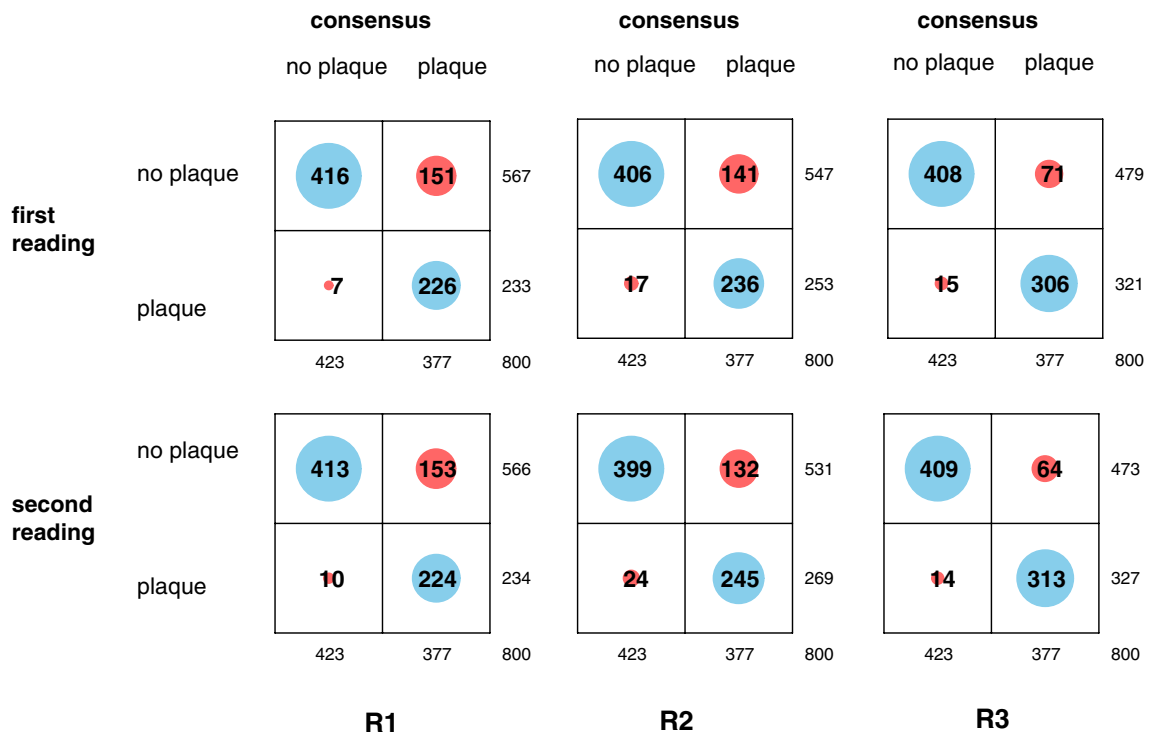 consensus consensus consensus
no plaque plaque no plaque plaque no plaque plaque
no plaque 416 151 567 406 141 547 408 71 479
first
reading
plaque 7 226 233 17 236 253 15 306 321
423 377 800 423 377 800 423 377 800
no plaque 413 153 566 399 132 531 409 64 473
second
reading
plaque 10 224 234 24 245 269 14 313 327
423 377 800 423 377 800 423 377 800
R1 R2 R3